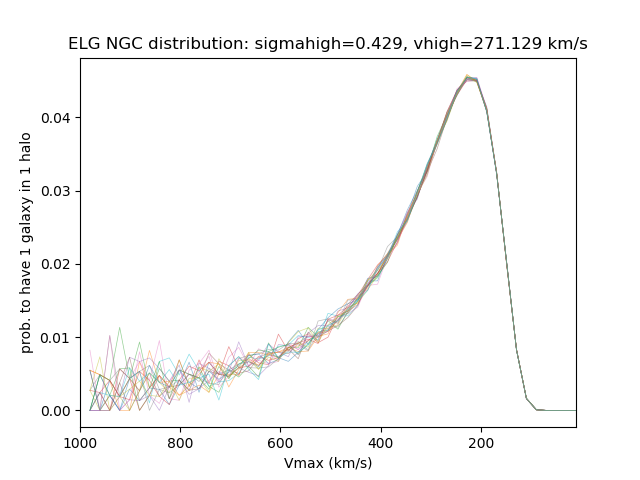 ELG NGC distribution: sigmahigh=0.429, vhigh=271.129 km/s
prob. to have 1 galaxy in 1 halo
0.04
0.03
0.02
0.01
0.00
1000 800 600 400 200
Vmax (km/s)